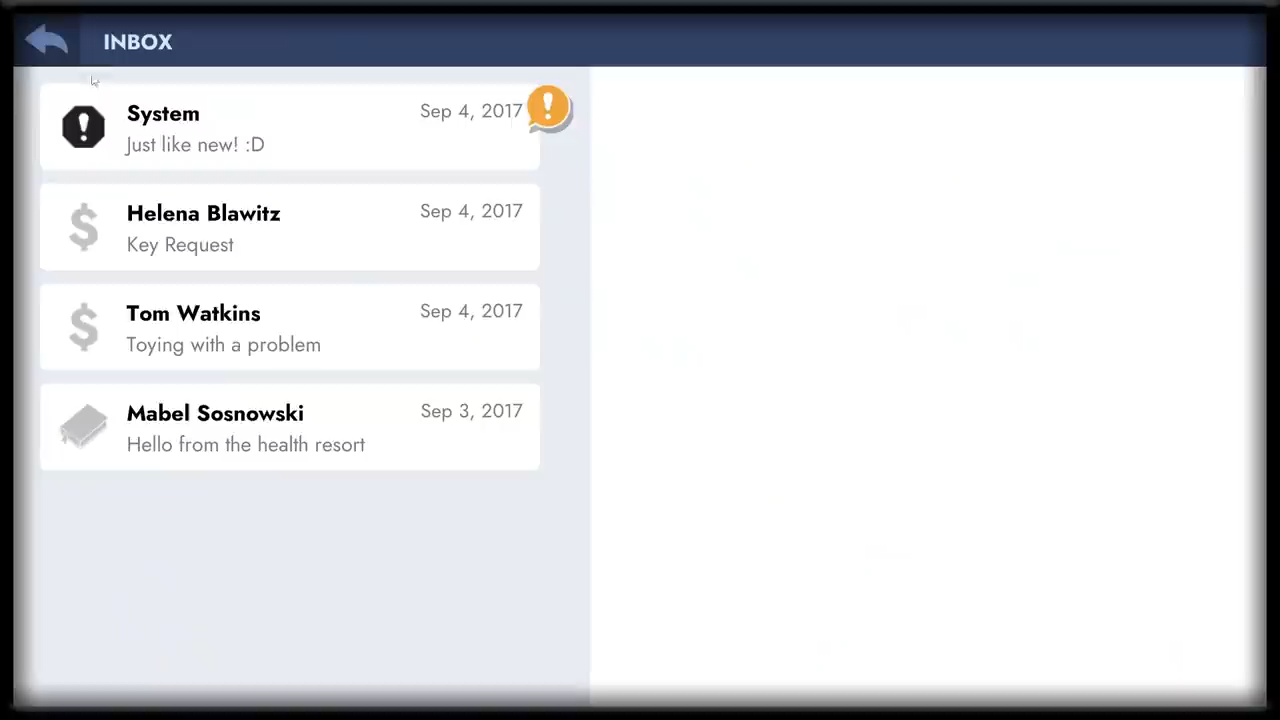 INBOX
System
Sep 4, 2017
Just like new! :D
Helena Blawitz
Sep 4, 2017
Key Request
Tom Watkins
Sep 4, 2017
Toying with a problem
Mabel Sosnowski
Sep 3, 2017
Hello from the health resort